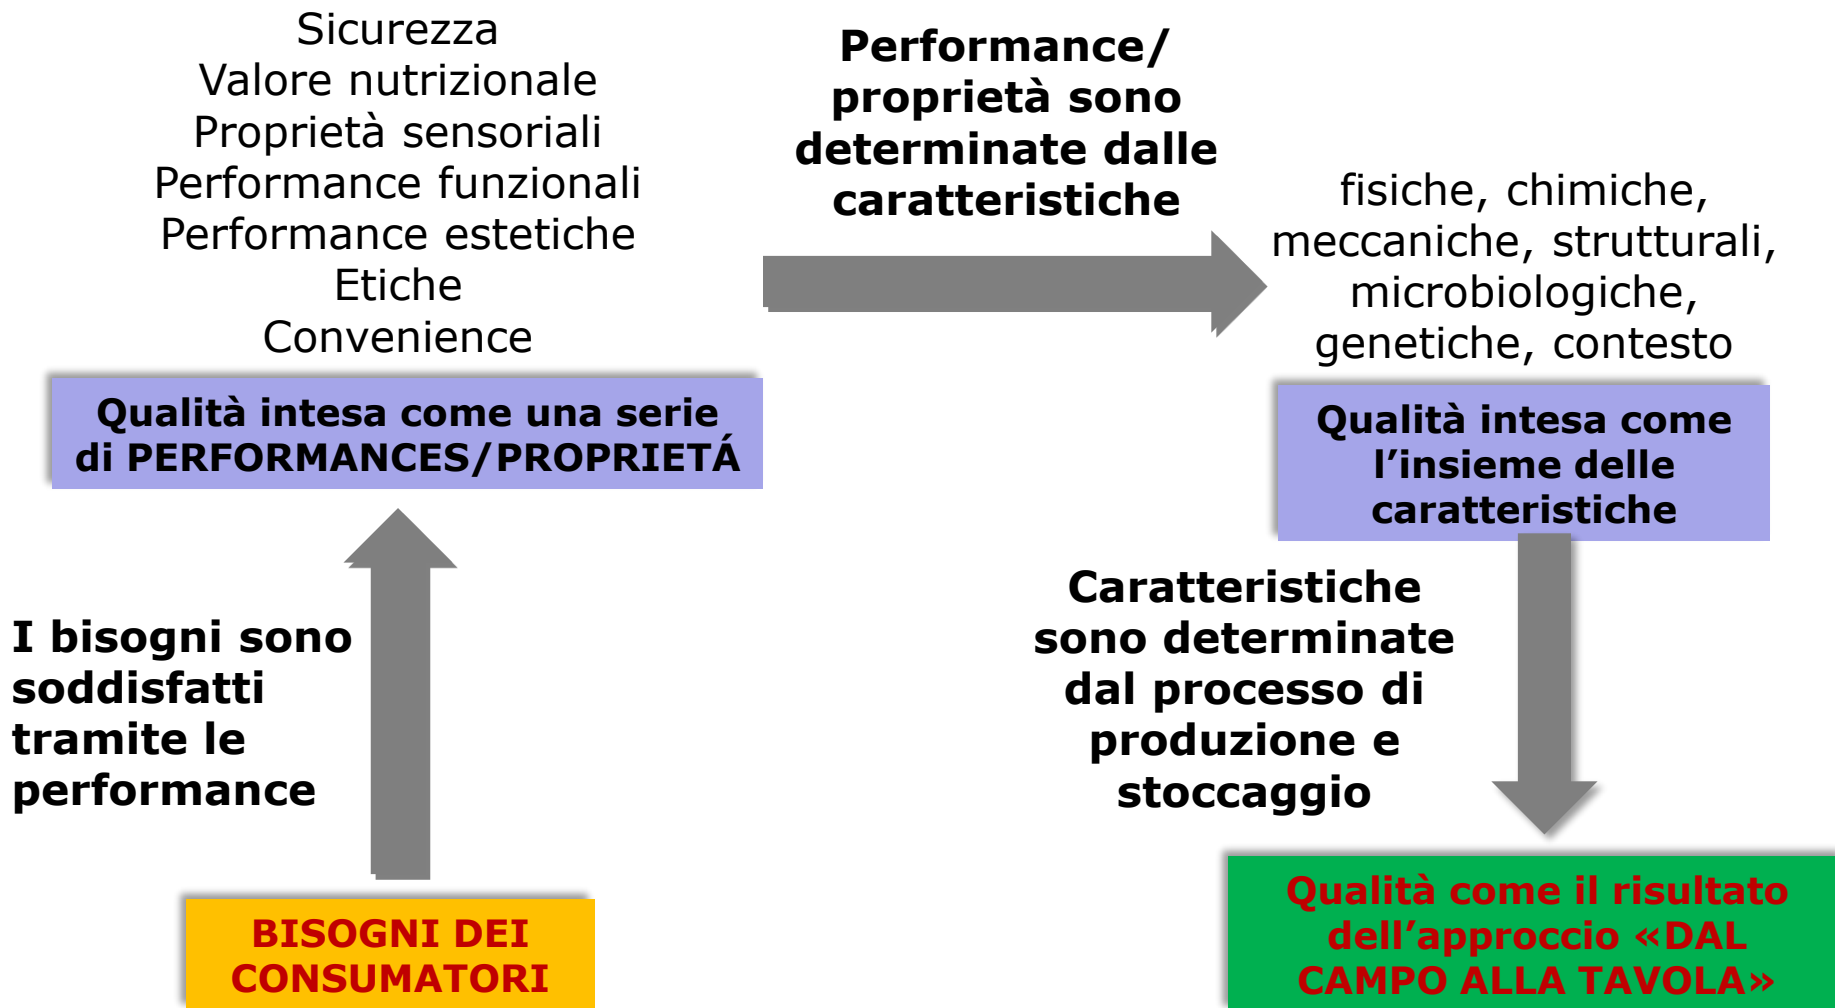 Sicurezza
Valore nutrizionale
Proprietà sensoriali
Performance funzionali
Performance estetiche
Etiche
Convenience
Qualità intesa come una serie
di PERFORMANCES/PROPRIETÁ
I bisogni sono
soddisfatti
tramite le
performance
BISOGNI DEI
CONSUMATORI
Performance/
proprietà sono
determinate dalle
caratteristiche
fisiche, chimiche,
meccaniche, strutturali,
microbiologiche,
genetiche, contesto
Qualità intesa come
l’insieme delle
caratteristiche
Caratteristiche
sono determinate
dal processo di
produzione e
stoccaggio
Qualità come il risultato
dell’approccio «DAL
CAMPO ALLA TAVOLA»